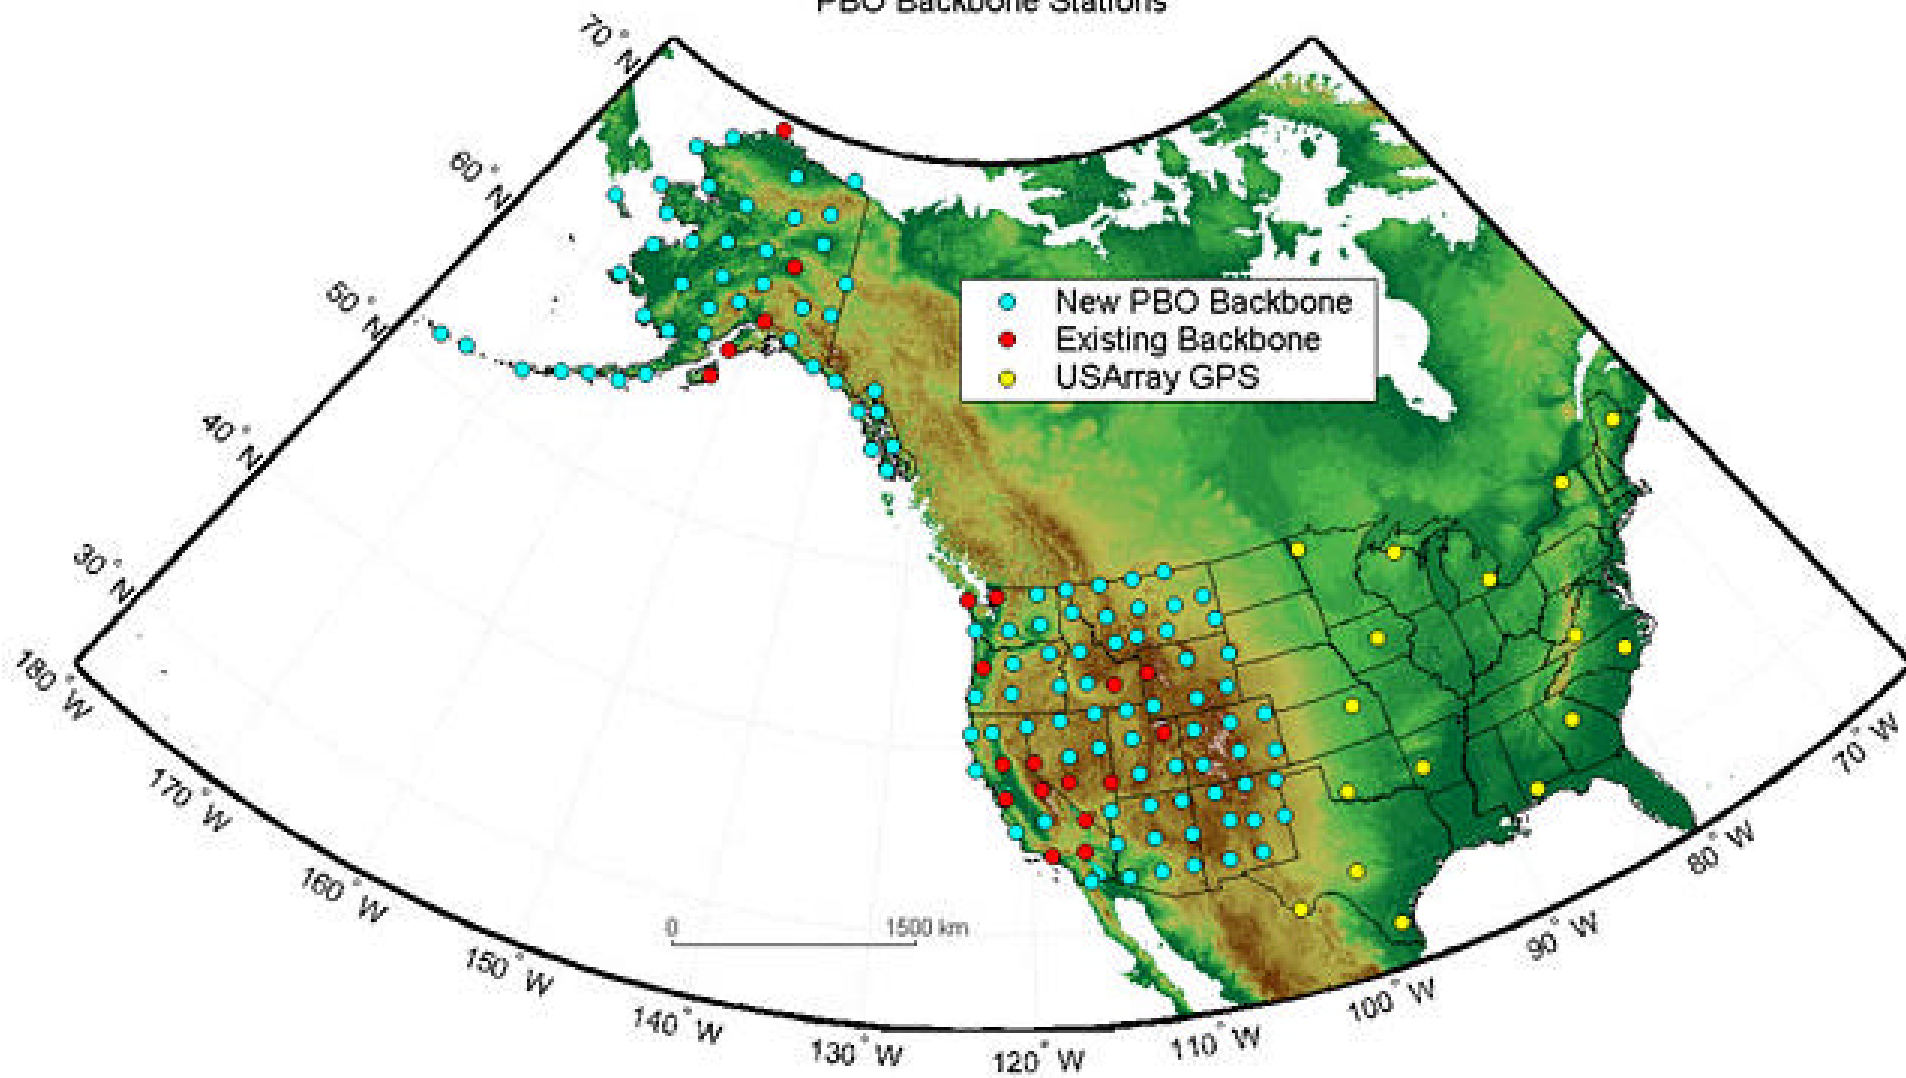 PBO Backbone Stations
70° N
60° N
50° N
40° N
30° N
New PBO Backbone
Existing Backbone
USArray GPS
0 1500 km
180° W
170° W
160° W
150° W
140° W
130° W
120° W
110° W
100° W
90° W
80° W
70° W